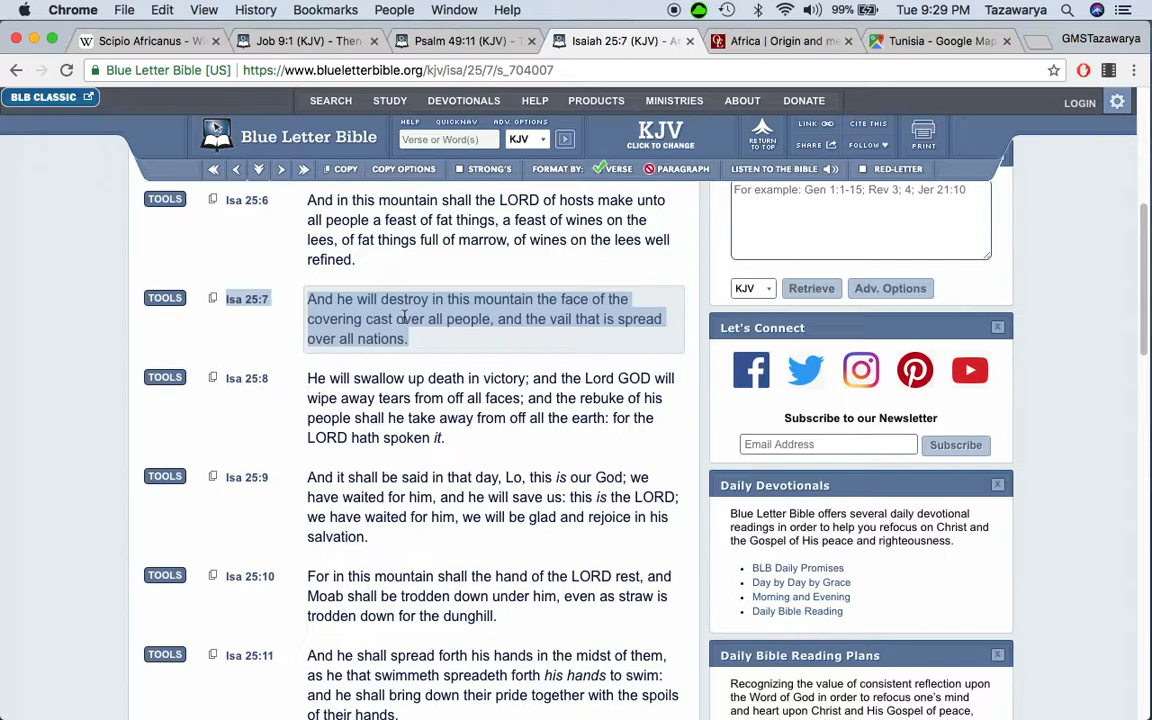 Chrome File Edit View History Bookmarks People Window Help 99% Tue 9:29 PM Tazawarya
Scipio Africanus - W
Job 9:1 (KJV) - Then
Psalm 49:11 (KJV) - T
Isaiah 25:7 (KJV) - A
Africa | Origin and me
Tunisia - Google Map
GMSTazawarya
Blue Letter Bible [US] https://www.blueletterbible.org/kjv/isa/25/7/s_704007
BLB CLASSIC
SEARCH STUDY DEVOTIONALS HELP PRODUCTS MINISTRIES ABOUT DONATE LOGIN
Blue Letter Bible
HELP QUICKNAV ADV. OPTIONS
Verse or Word(s) KJV
KJV
CLICK TO CHANGE
RETURN
TO TOP
LINK CITE THIS
SHARE FOLLOW
PRINT
COPY COPY OPTIONS STRONG'S FORMAT BY: VERSE PARAGRAPH LISTEN TO THE BIBLE RED-LETTER
TOOLS Isa 25:6 And in this mountain shall the LORD of hosts make unto
all people a feast of fat things, a feast of wines on the
lees, of fat things full of marrow, of wines on the lees well
refined.
TOOLS Isa 25:7 And he will destroy in this mountain the face of the
covering cast over all people, and the vail that is spread
over all nations.
TOOLS Isa 25:8 He will swallow up death in victory; and the Lord GOD will
wipe away tears from off all faces; and the rebuke of his
people shall he take away from off all the earth: for the
LORD hath spoken it.
TOOLS Isa 25:9 And it shall be said in that day, Lo, this is our God; we
have waited for him, and he will save us: this is the LORD;
we have waited for him, we will be glad and rejoice in his
salvation.
TOOLS Isa 25:10 For in this mountain shall the hand of the LORD rest, and
Moab shall be trodden down under him, even as straw is
trodden down for the dunghill.
TOOLS Isa 25:11 And he shall spread forth his hands in the midst of them,
as he that swimmeth spreadeth forth his hands to swim:
and he shall bring down their pride together with the spoils
of their hands.
For example: Gen 1:1-15; Rev 3; 4; Jer 21:10
KJV Retrieve Adv. Options
Let's Connect
Subscribe to our Newsletter
Email Address Subscribe
Daily Devotionals
Blue Letter Bible offers several daily devotional
readings in order to help you refocus on Christ and
the Gospel of His peace and righteousness.
BLB Daily Promises
Day by Day by Grace
Morning and Evening
Daily Bible Reading
Daily Bible Reading Plans
Recognizing the value of consistent reflection upon
the Word of God in order to refocus one's mind
and heart upon Christ and His Gospel of peace,